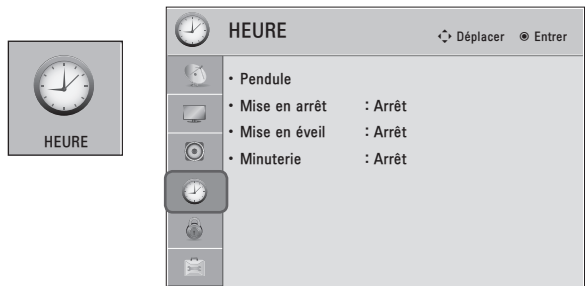 HEURE
HEURE Déplacer Entrer
• Pendule
• Mise en arrêt : Arrêt
• Mise en éveil : Arrêt
• Minuterie : Arrêt